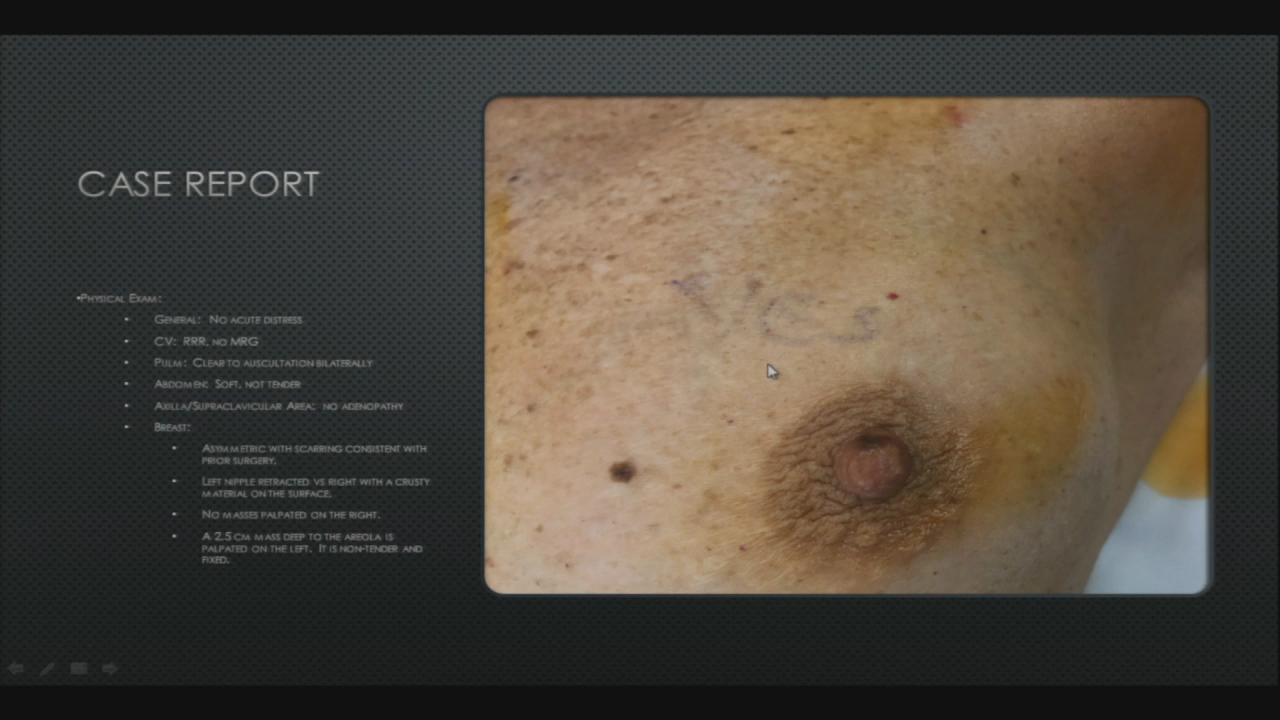 CASE REPORT
•PHYSICAL EXAM:
• GENERAL: NO ACUTE DISTRESS
• CV: RRR, NO MRG
• PULM: CLEAR TO AUSCULTATION BILATERALLY
• ABDOMEN: SOFT, NOT TENDER
• AXILLA/SUPRACLAVICULAR AREA: NO ADENOPATHY
• BREAST:
• ASYMMETRIC WITH SCARRING CONSISTENT WITH
PRIOR SURGERY.
• LEFT NIPPLE RETRACTED VS RIGHT WITH A CRUSTY
MATERIAL ON THE SURFACE.
• NO MASSES PALPATED ON THE RIGHT.
• A 2.5 CM MASS DEEP TO THE AREOLA IS
PALPATED ON THE LEFT. IT IS NON-TENDER AND
FIXED.
Yes